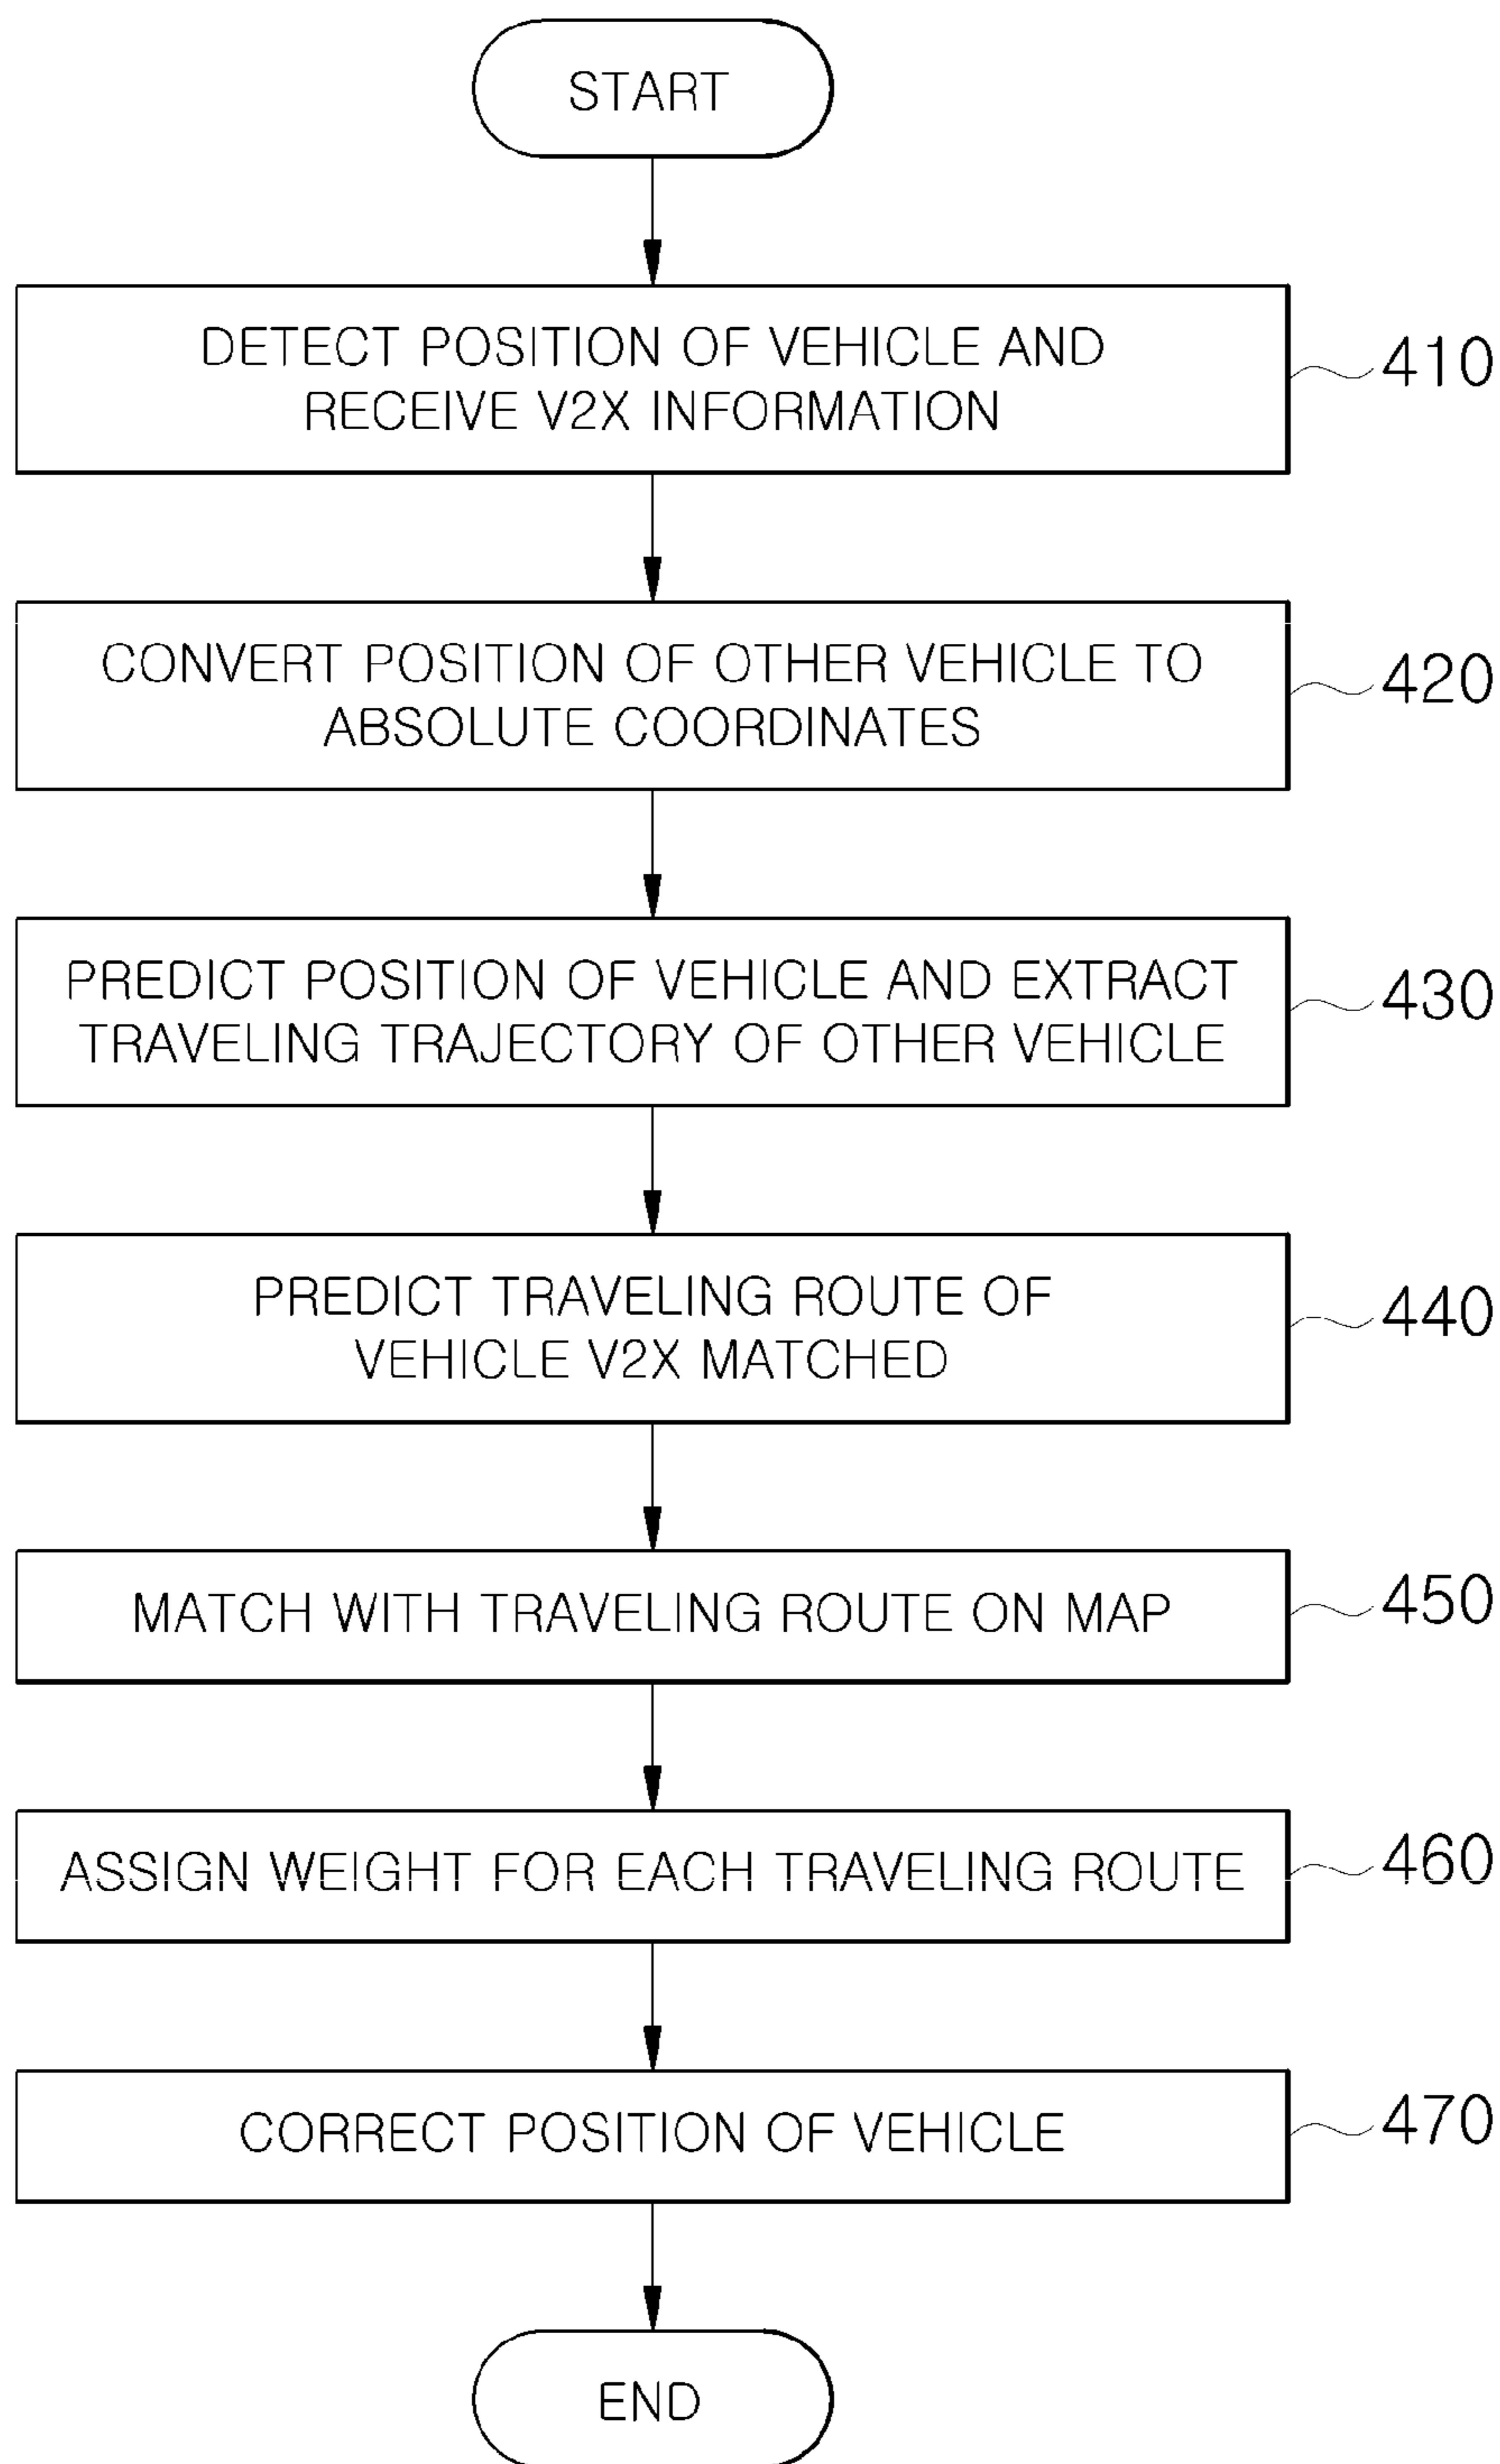 START
DETECT POSITION OF VEHICLE AND
RECEIVE V2X INFORMATION
410
CONVERT POSITION OF OTHER VEHICLE TO
ABSOLUTE COORDINATES
420
PREDICT POSITION OF VEHICLE AND EXTRACT
TRAVELING TRAJECTORY OF OTHER VEHICLE
430
PREDICT TRAVELING ROUTE OF
VEHICLE V2X MATCHED
440
MATCH WITH TRAVELING ROUTE ON MAP
450
ASSIGN WEIGHT FOR EACH TRAVELING ROUTE
460
CORRECT POSITION OF VEHICLE
470
END